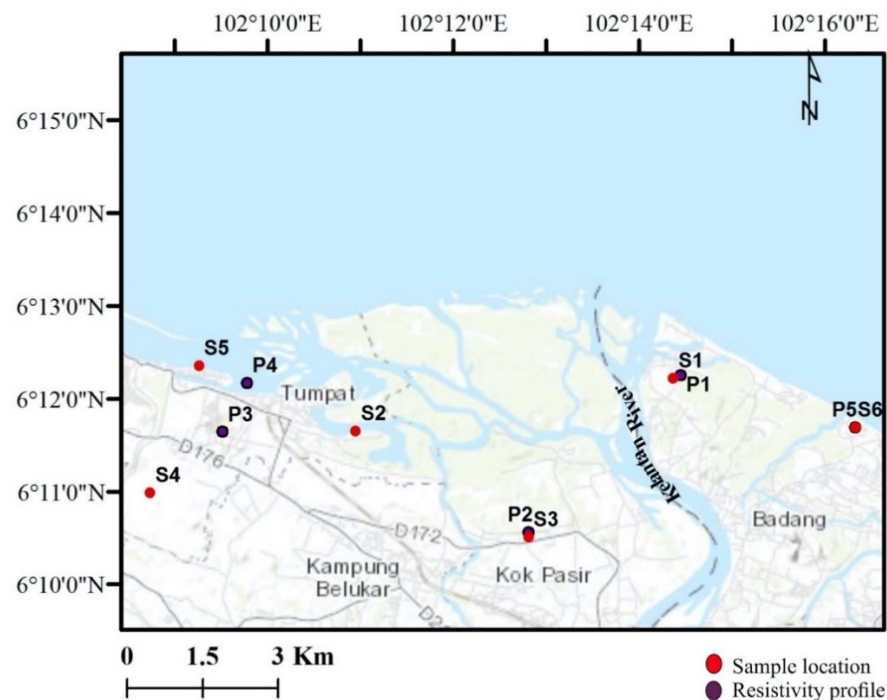 102°10'0"E 102°12'0"E 102°14'0"E 102°16'0"E
N
6°15'0"N
6°14'0"N
6°13'0"N
6°12'0"N
6°11'0"N
6°10'0"N
S5
P4
Tumpat
P3
S2
S1
P1
P5S6
Kelantan River
D176
S4
P2S3
D172
Badang
Kampung
Belukar
Kok Pasir
D2
0 1.5 3 Km
Sample location
Resistivity profile